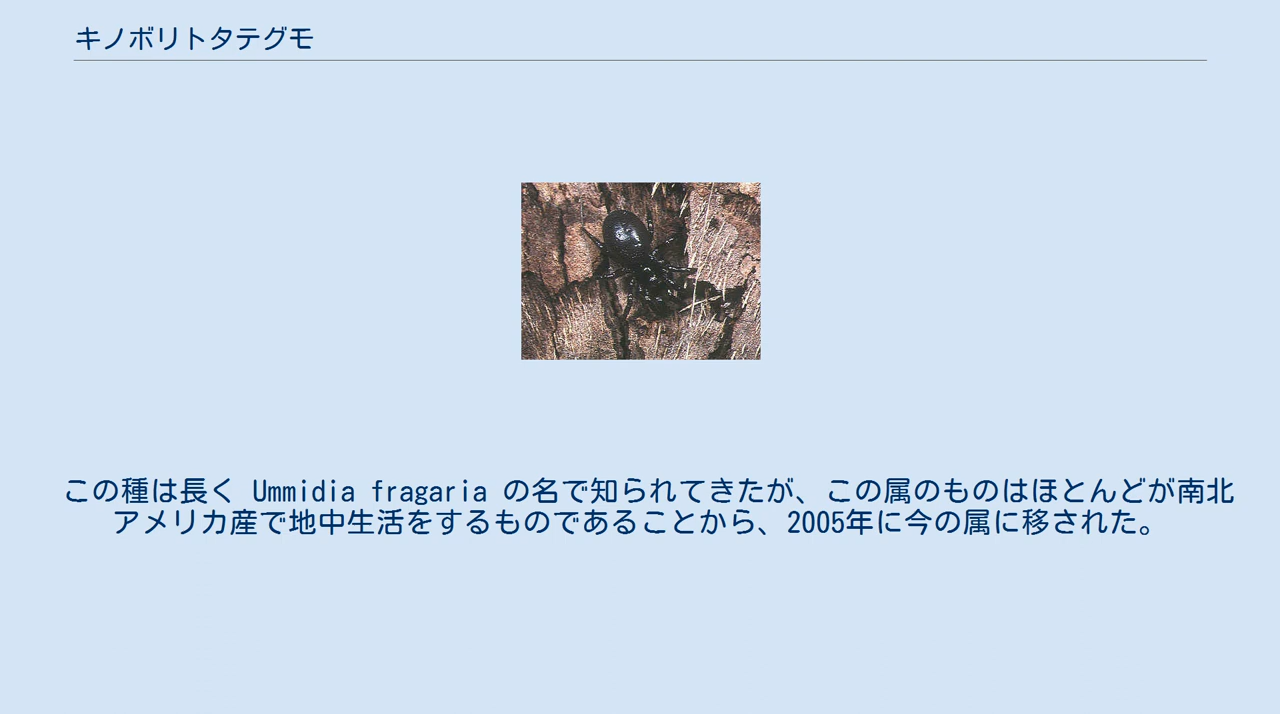 キノボリトタテグモ
この種は長く Ummidia fragaria の名で知られてきたが、この属のものはほとんどが南北
アメリカ産で地中生活をするものであることから、2005年に今の属に移された。